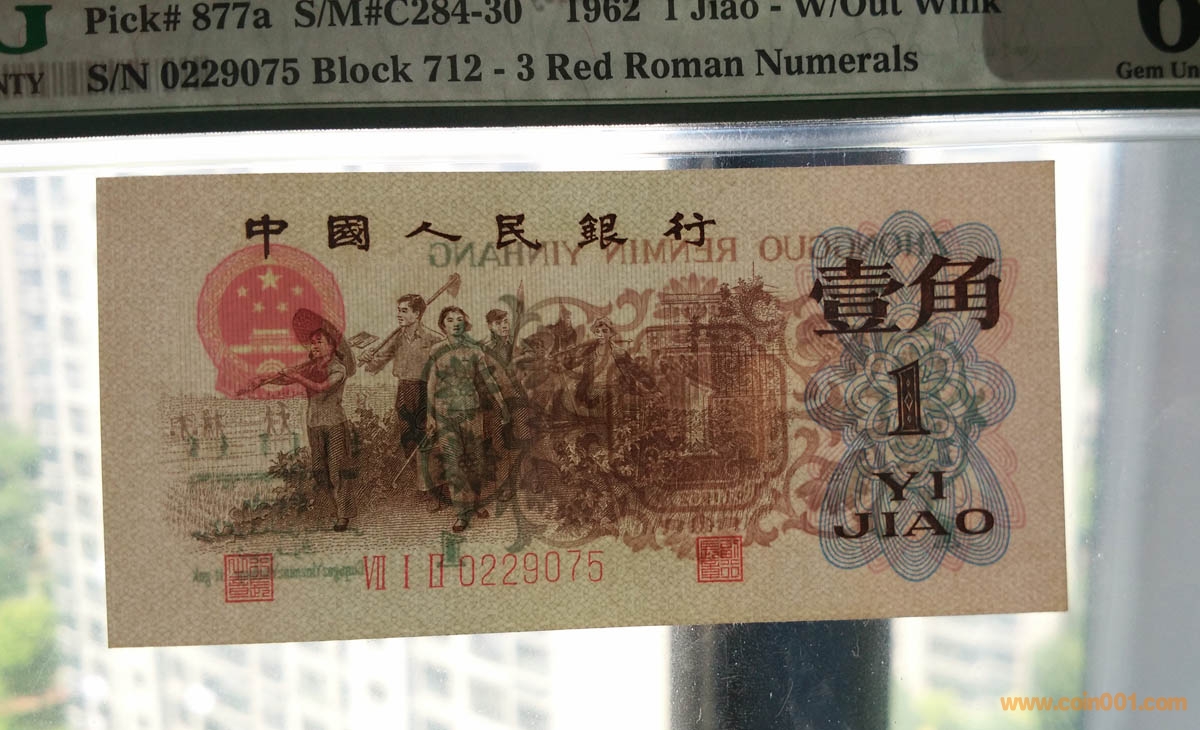 Pick# 877a S/M#C284-30 1962 1 Jiao - W/Out Wmk
NTY S/N 0229075 Block 712 - 3 Red Roman Numerals
6
Gem Un
中國人民銀行
ZHONGGUO RENMIN YINHANG
壹角
1
YI
JIAO
VII I II 0229075
www.coin001.com